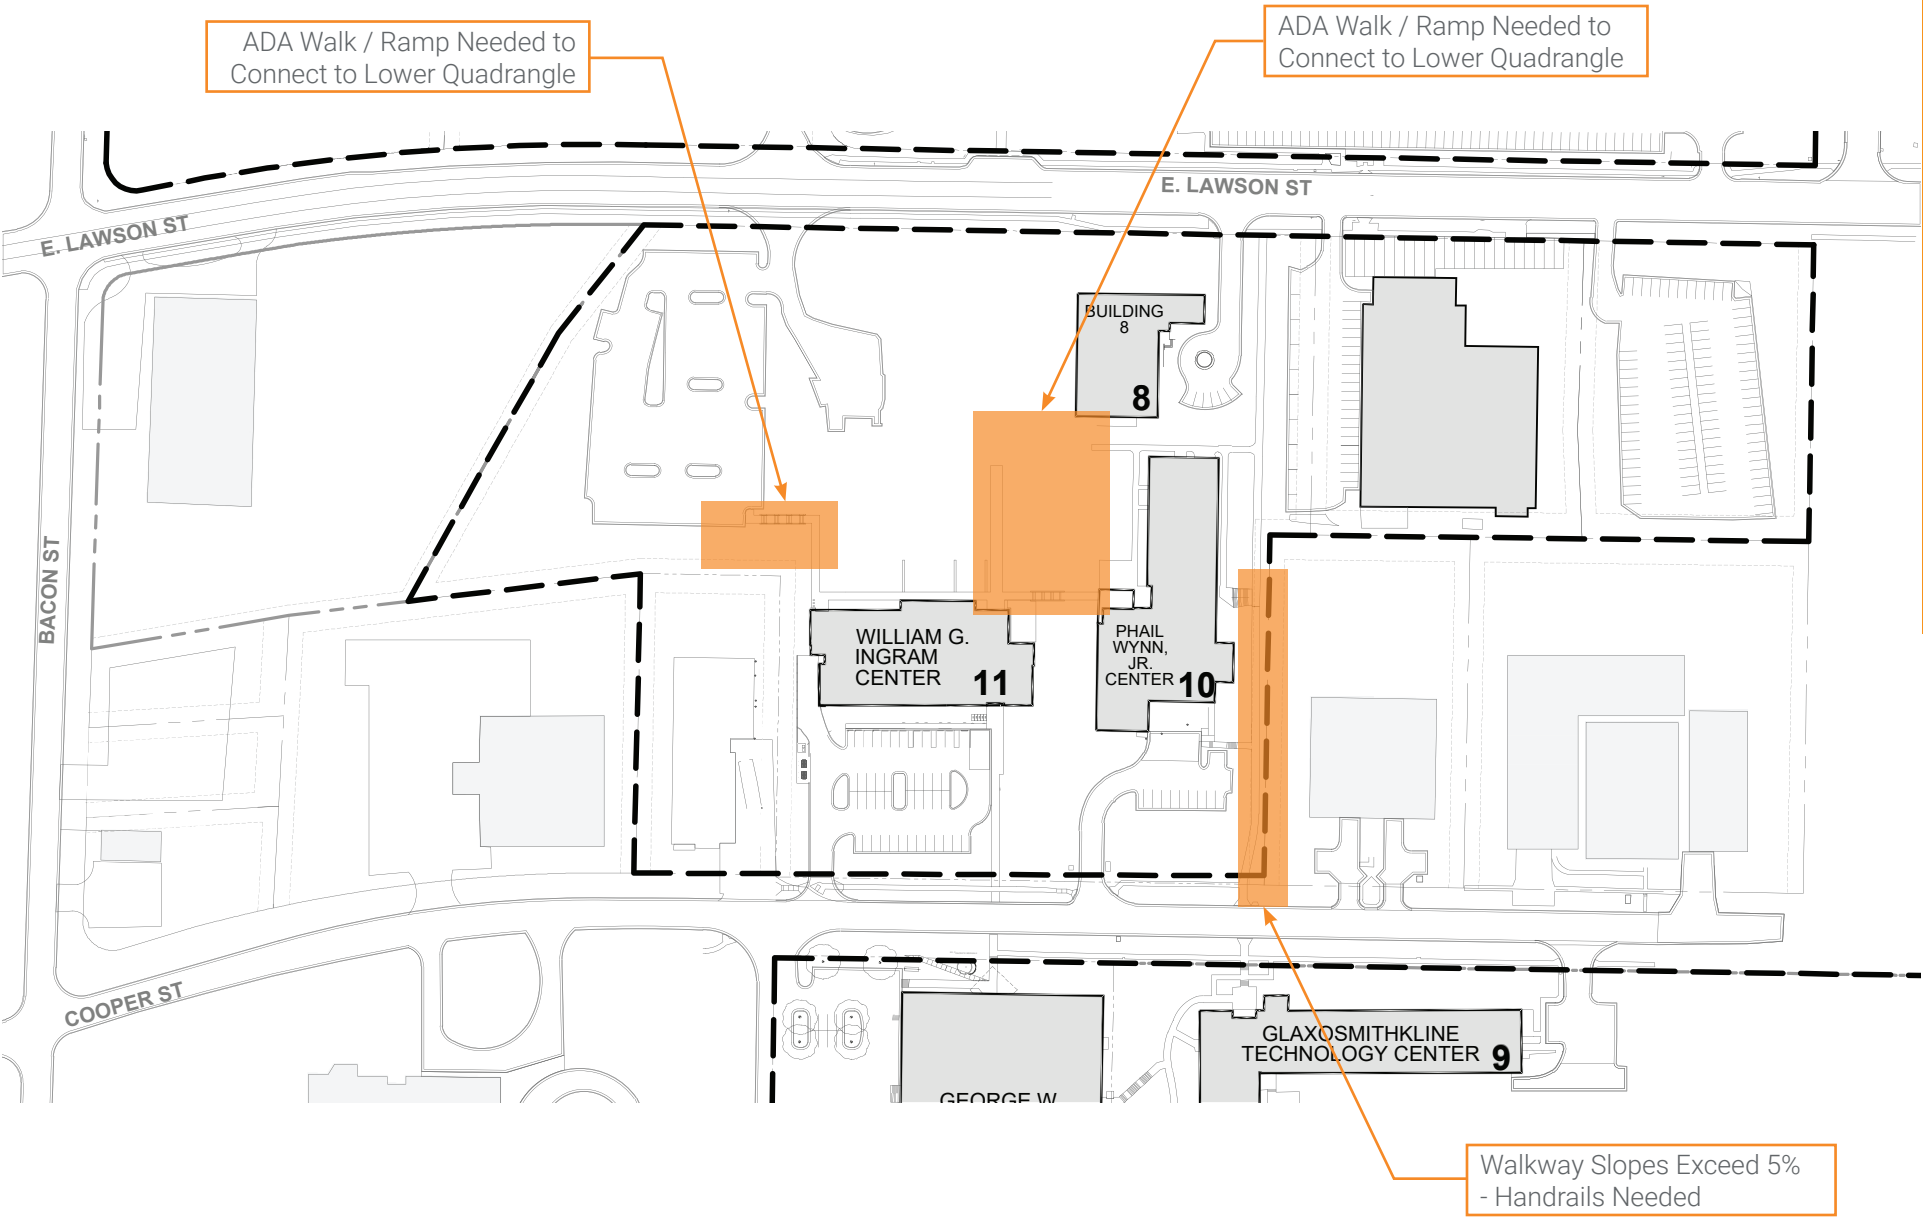 ADA Walk / Ramp Needed to
Connect to Lower Quadrangle
ADA Walk / Ramp Needed to
Connect to Lower Quadrangle
E. LAWSON ST
E. LAWSON ST
BUILDING
8
8
BACON ST
WILLIAM G.
INGRAM
CENTER 11
PHAIL
WYNN,
JR.
CENTER 10
COOPER ST
GLAXOSMITHKLINE
TECHNOLOGY CENTER 9
GEORGE W
Walkway Slopes Exceed 5%
- Handrails Needed